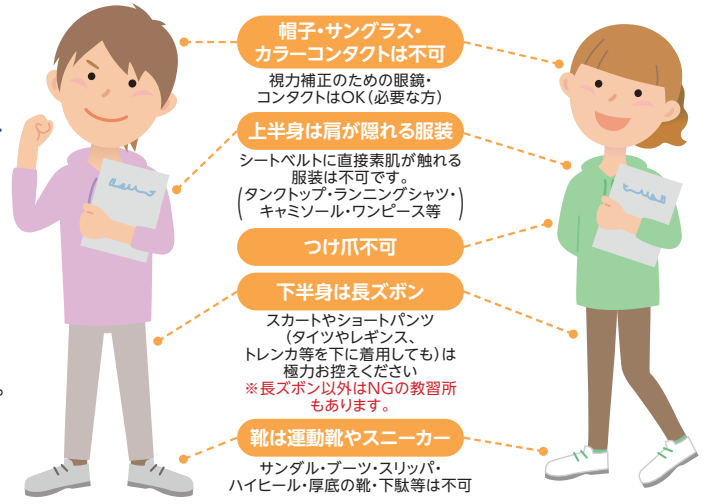 帽子・サングラス・
カラーコンタクトは不可
視力補正のための眼鏡・
コンタクトはOK(必要な方)
上半身は肩が隠れる服装
シートベルトに直接素肌が触れる
服装は不可です。
(タンクトップ・ランニングシャツ・
キャミソール・ワンピース等)
つけ爪不可
下半身は長ズボン
スカートやショートパンツ
(タイツやレギンス、
トレンカ等を下に着用しても)は
極力お控えください
※長ズボン以外はNGの教習所
もあります。
靴は運動靴やスニーカー
サンダル・ブーツ・スリッパ・
ハイヒール・厚底の靴・下駄等は不可
。